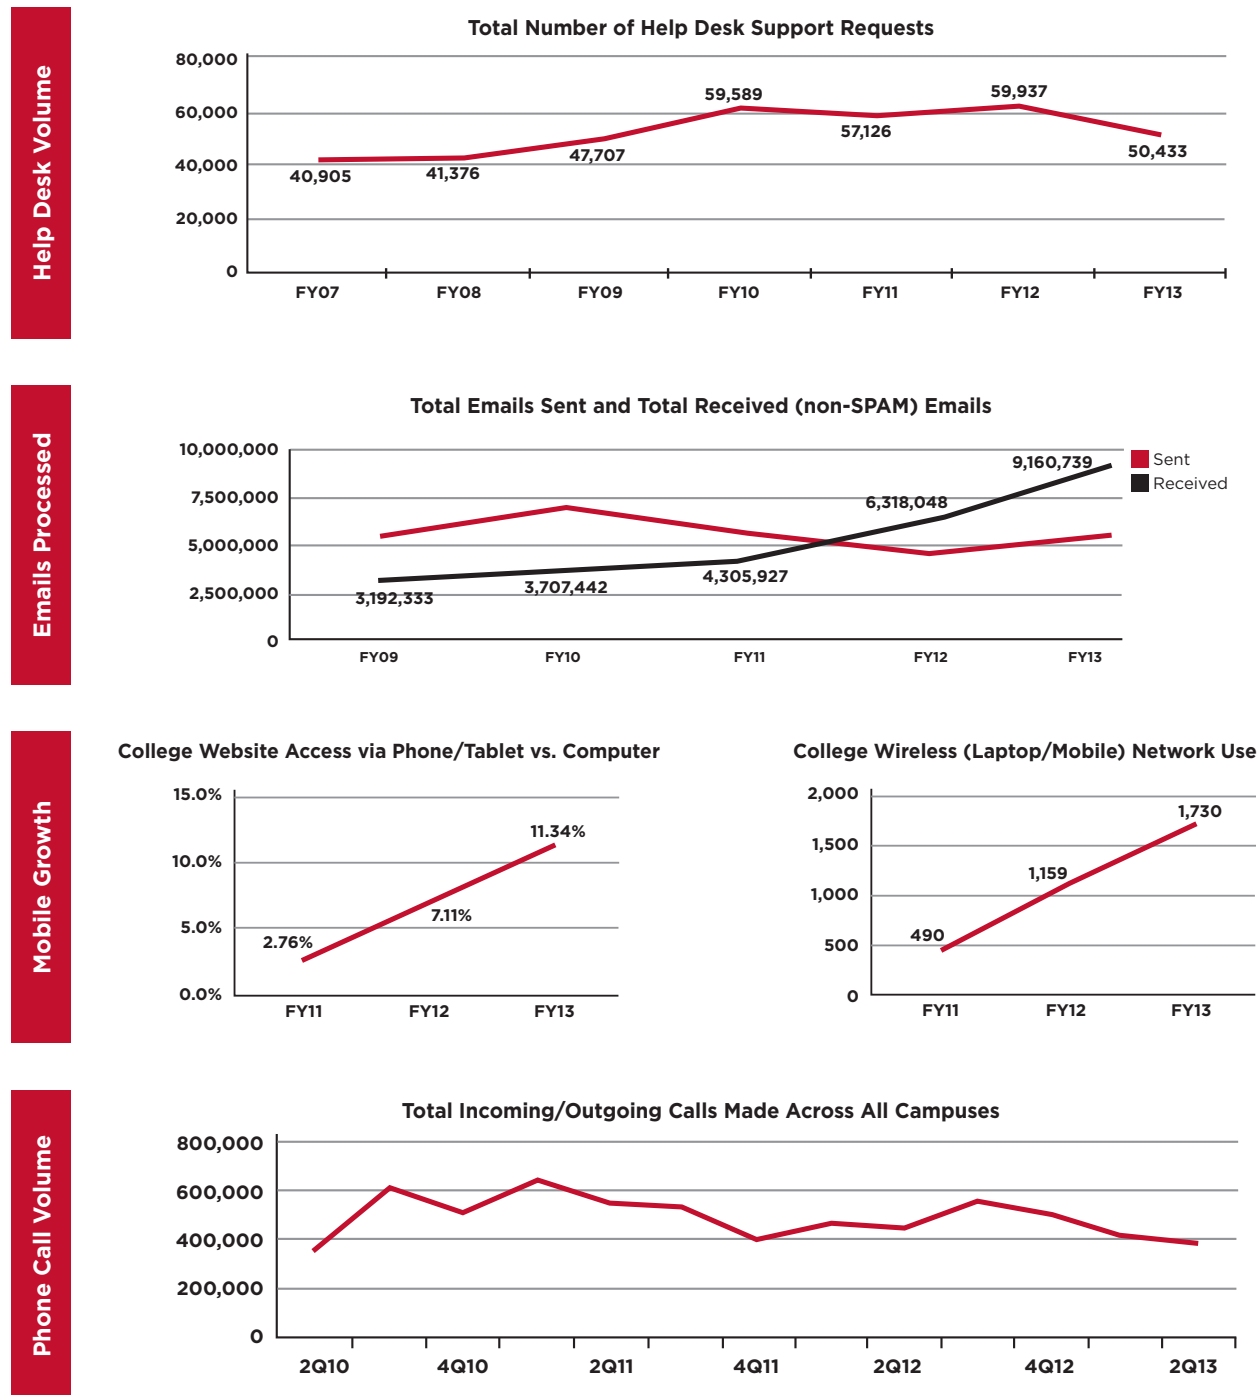 Help Desk Volume
Total Number of Help Desk Support Requests
80,000
60,000
40,000
20,000
0
40,905
41,376
47,707
59,589
57,126
59,937
50,433
FY07 FY08 FY09 FY10 FY11 FY12 FY13
Emails Processed
Total Emails Sent and Total Received (non-SPAM) Emails
10,000,000
7,500,000
5,000,000
2,500,000
0
3,192,333
3,707,442
4,305,927
6,318,048
9,160,739
Sent
Received
FY09 FY10 FY11 FY12 FY13
Mobile Growth
College Website Access via Phone/Tablet vs. Computer
15.0%
10.0%
5.0%
0.0%
2.76%
7.11%
11.34%
FY11 FY12 FY13
College Wireless (Laptop/Mobile) Network Use
2,000
1,500
1,000
500
0
490
1,159
1,730
FY11 FY12 FY13
Phone Call Volume
Total Incoming/Outgoing Calls Made Across All Campuses
800,000
600,000
400,000
200,000
0
2Q10 4Q10 2Q11 4Q11 2Q12 4Q12 2Q13